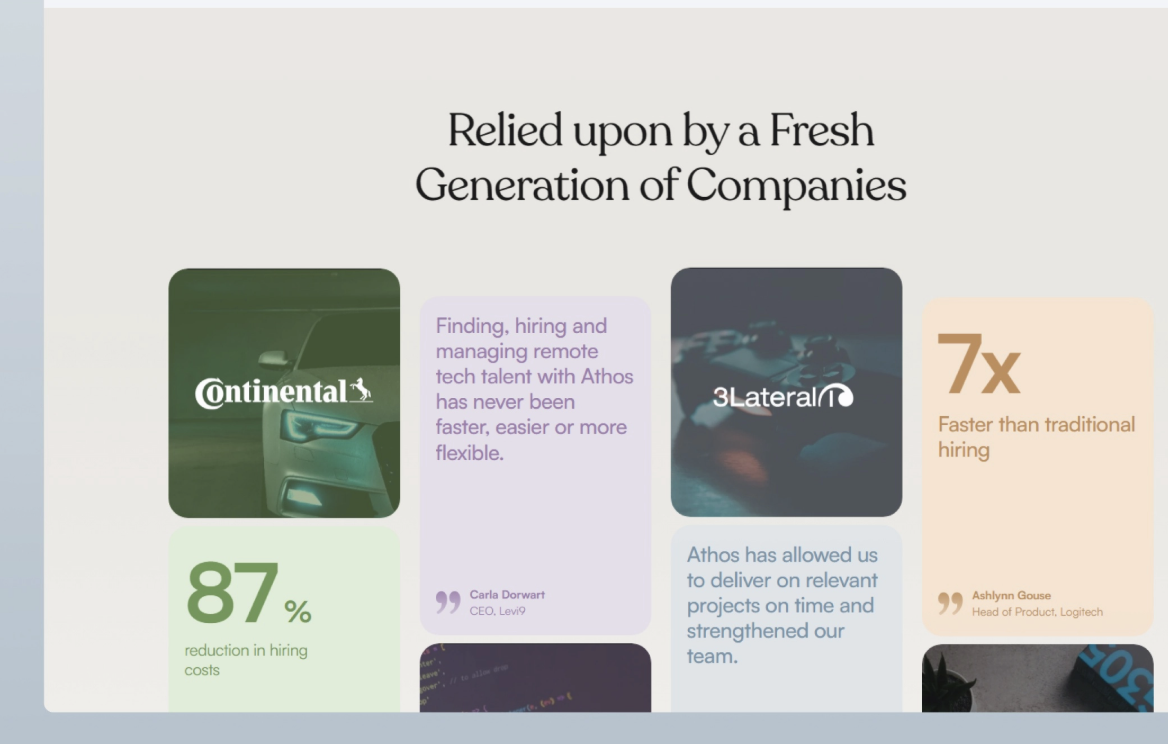 Relied upon by a Fresh
Generation of Companies
Continental
87%
reduction in hiring
costs
Finding, hiring and
managing remote
tech talent with Athos
has never been
faster, easier or more
flexible.
Carla Dorwart
CEO, Levi9
// to allow wrap
3Lateral
Athos has allowed us
to deliver on relevant
projects on time and
strengthened our
team.
7x
Faster than traditional
hiring
Ashlynn Gouse
Head of Product, Logitech